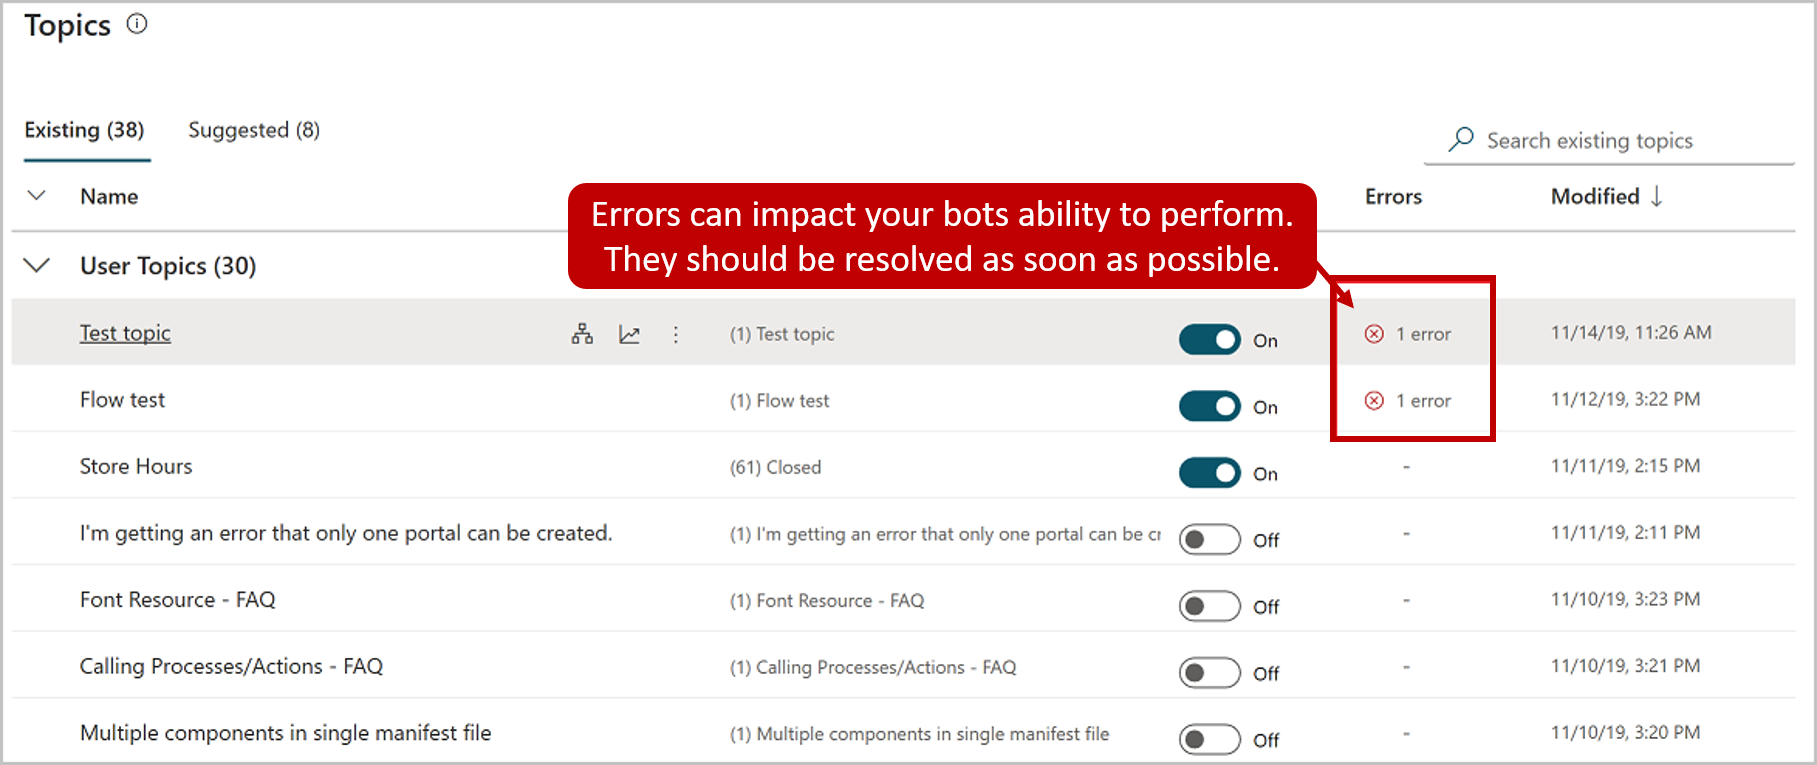 Topics
Existing (38) Suggested (8)
Search existing topics
Name Errors Modified
Errors can impact your bots ability to perform.
They should be resolved as soon as possible.
User Topics (30)
Test topic (1) Test topic On 1 error 11/14/19, 11:26 AM
Flow test (1) Flow test On 1 error 11/12/19, 3:22 PM
Store Hours (61) Closed On - 11/11/19, 2:15 PM
I'm getting an error that only one portal can be created. (1) I'm getting an error that only one portal can be cr Off - 11/11/19, 2:11 PM
Font Resource - FAQ (1) Font Resource - FAQ Off - 11/10/19, 3:23 PM
Calling Processes/Actions - FAQ (1) Calling Processes/Actions - FAQ Off - 11/10/19, 3:21 PM
Multiple components in single manifest file (1) Multiple components in single manifest file Off - 11/10/19, 3:20 PM